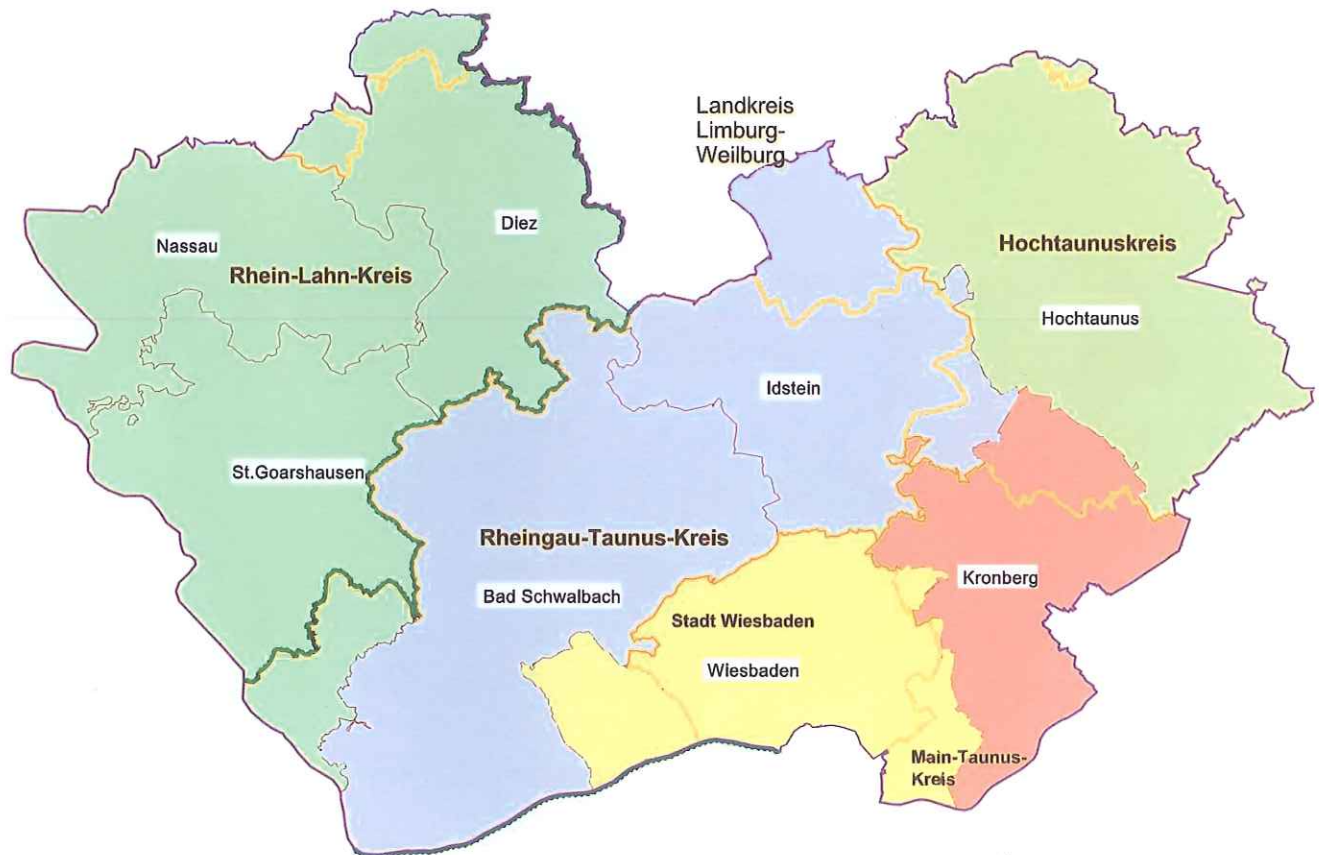 Landkreis
Limburg-
Weilburg
Diez
Nassau
Rhein-Lahn-Kreis
Hochtaunuskreis
Hochtaunus
Idstein
St.Goarshausen
Rheingau-Taunus-Kreis
Bad Schwalbach
Kronberg
Stadt Wiesbaden
Wiesbaden
Main-Taunus-
Kreis